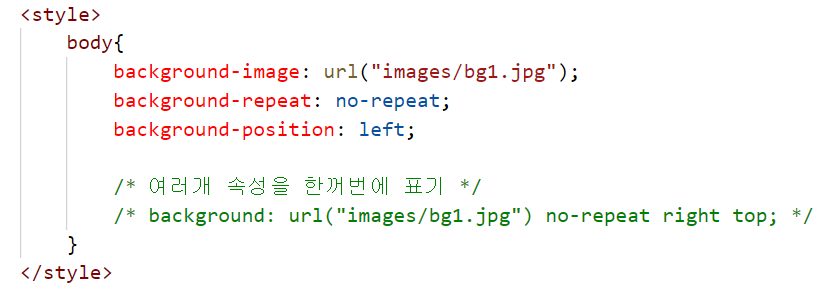 <style>
body{
background-image: url("images/bg1.jpg");
background-repeat: no-repeat;
background-position: left;
/* 여러개 속성을 한꺼번에 표기 */
/* background: url("images/bg1.jpg") no-repeat right top; */
}
</style>